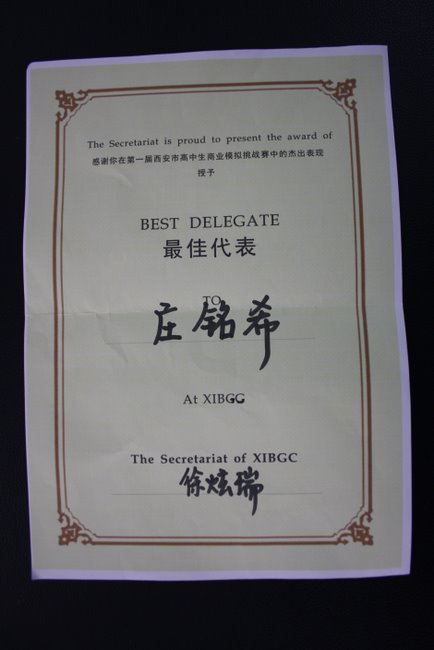 The Secretariat is proud to present the award of
感谢你在第一届西安市高中生商业模拟挑战赛中的杰出表现
授予
BEST DELEGATE
最佳代表
TO
庄铭希
At XIBGC
The Secretariat of XIBGC
徐炫瑞